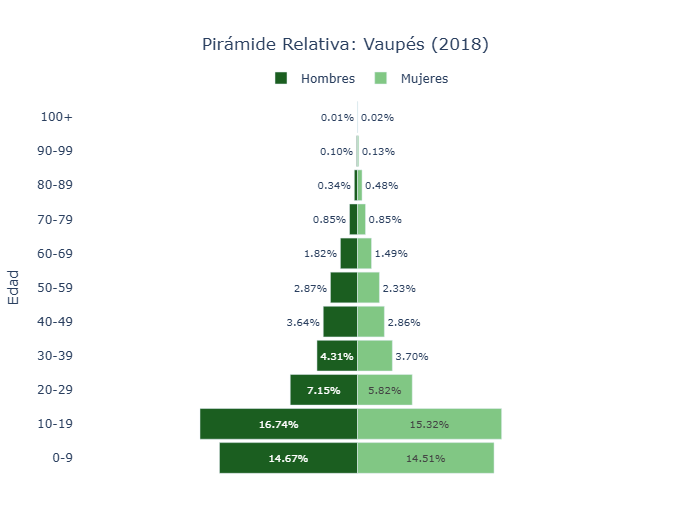 Pirámide Relativa: Vaupés (2018)
Hombres Mujeres
100+ 0.01% 0.02%
90-99 0.10% 0.13%
80-89 0.34% 0.48%
70-79 0.85% 0.85%
60-69 1.82% 1.49%
50-59 2.87% 2.33%
40-49 3.64% 2.86%
30-39 4.31% 3.70%
20-29 7.15% 5.82%
10-19 16.74% 15.32%
0-9 14.67% 14.51%
Edad